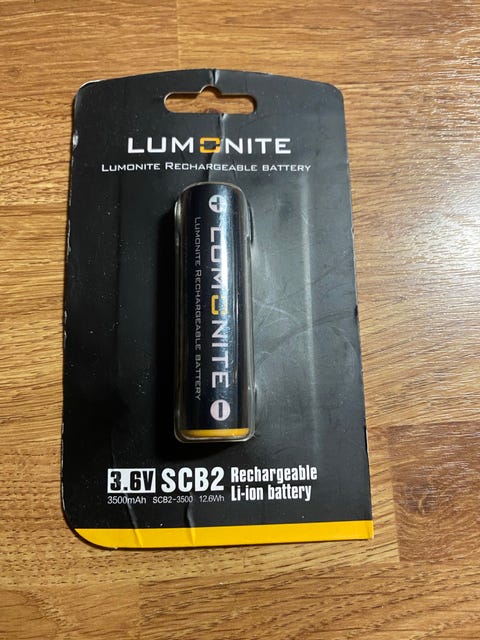 LUMONITE
LUMONITE RECHARGEABLE BATTERY
+ LUMONITE −
LUMONITE RECHARGEABLE BATTERY
3.6V SCB2 Rechargeable
Li-ion battery
3500mAh SCB2-3500 12.6Wh